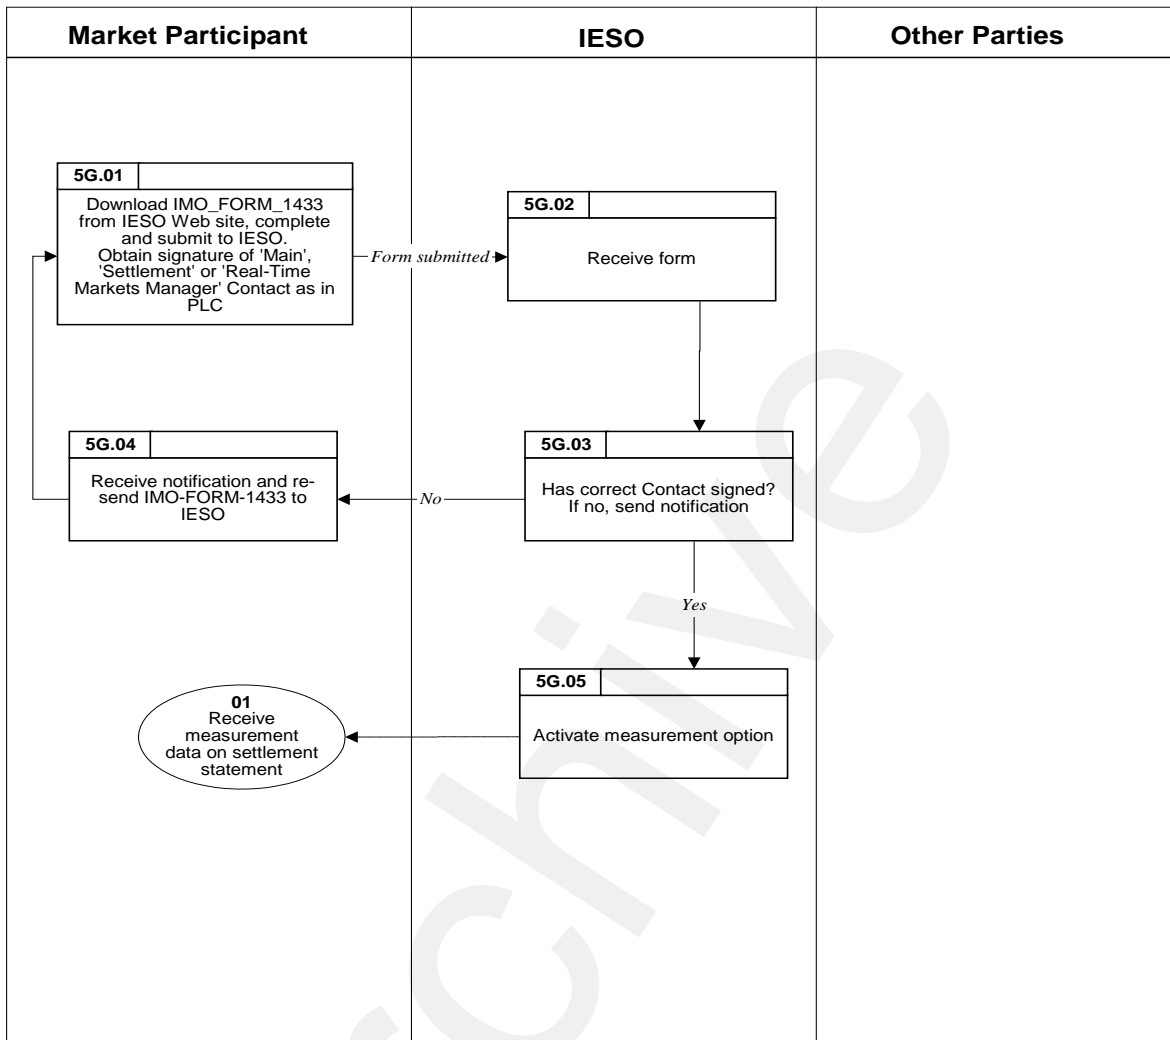 Market Participant
IESO
Other Parties
5G.01
Download IMO_FORM_1433
from IESO Web site, complete
and submit to IESO.
Obtain signature of 'Main',
'Settlement' or 'Real-Time
Markets Manager' Contact as in
PLC
Form submitted
5G.02
Receive form
5G.04
Receive notification and re-
send IMO-FORM-1433 to
IESO
No
5G.03
Has correct Contact signed?
If no, send notification
Yes
5G.05
Activate measurement option
01
Receive
measurement
data on settlement
statement